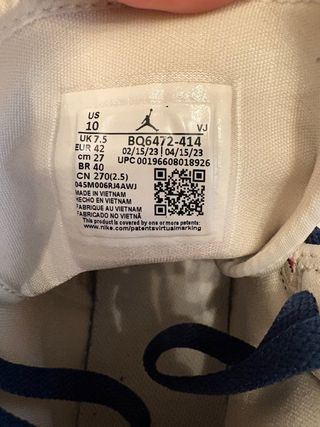 US
10
VJ
UK 7.5
EUR 42
cm 27
BR 40
CN 270(2.5)
BQ6472-414
02/15/23 04/15/23
UPC 00196608018926
045M006RJ4AWJ
MADE IN VIETNAM
HECHO EN VIETNAM
FABRIQUE AU VIETNAM
FABRICADO NO VIETNÃ
This product is covered by one or more patents:
www.nike.com/patentsvirtualmarking